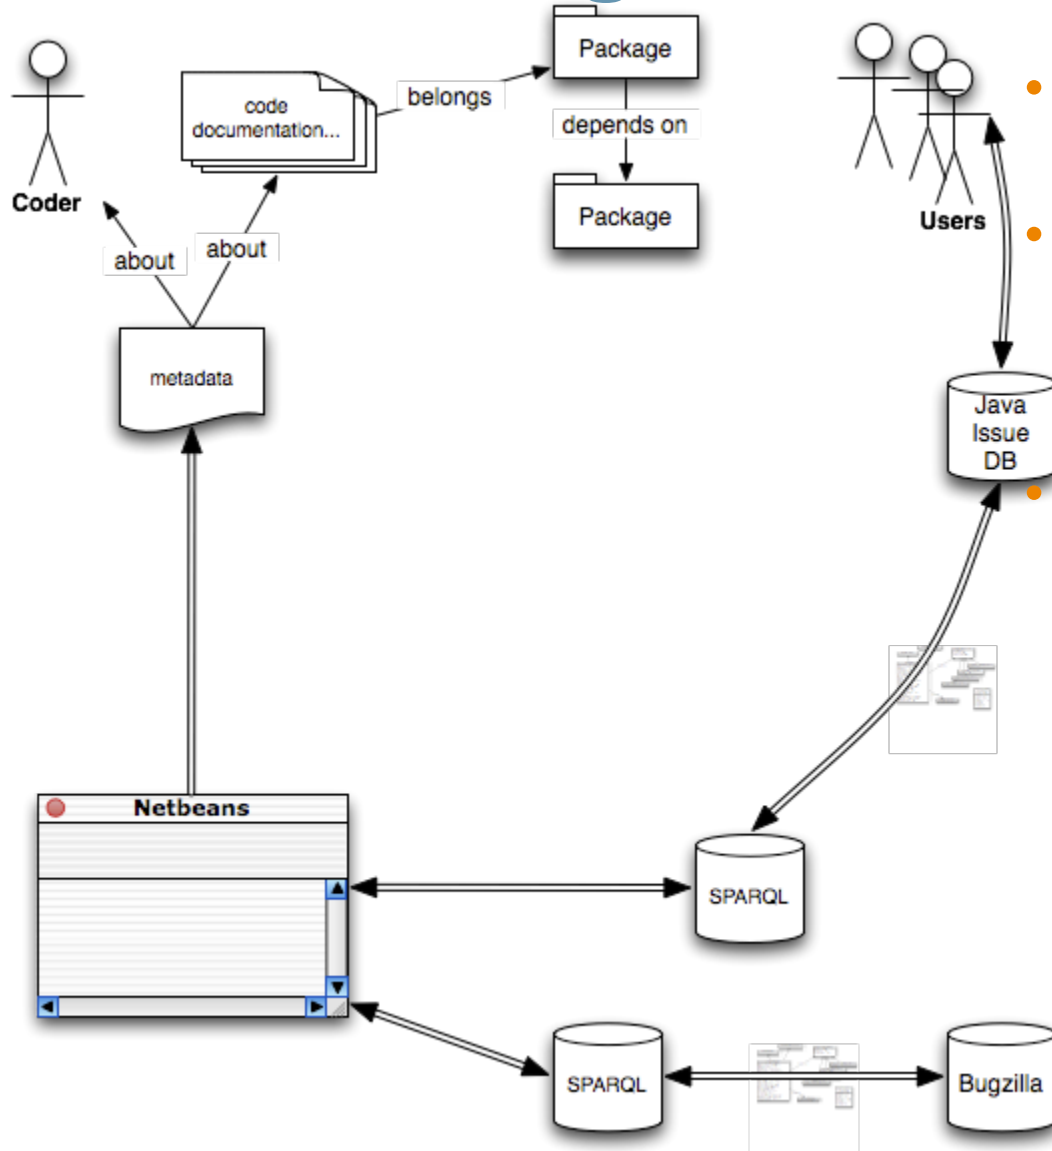 Package
code
documentation...
belongs
depends on
Package
Coder
Users
about
about
metadata
Java
Issue
DB
Netbeans
SPARQL
SPARQL
Bugzilla